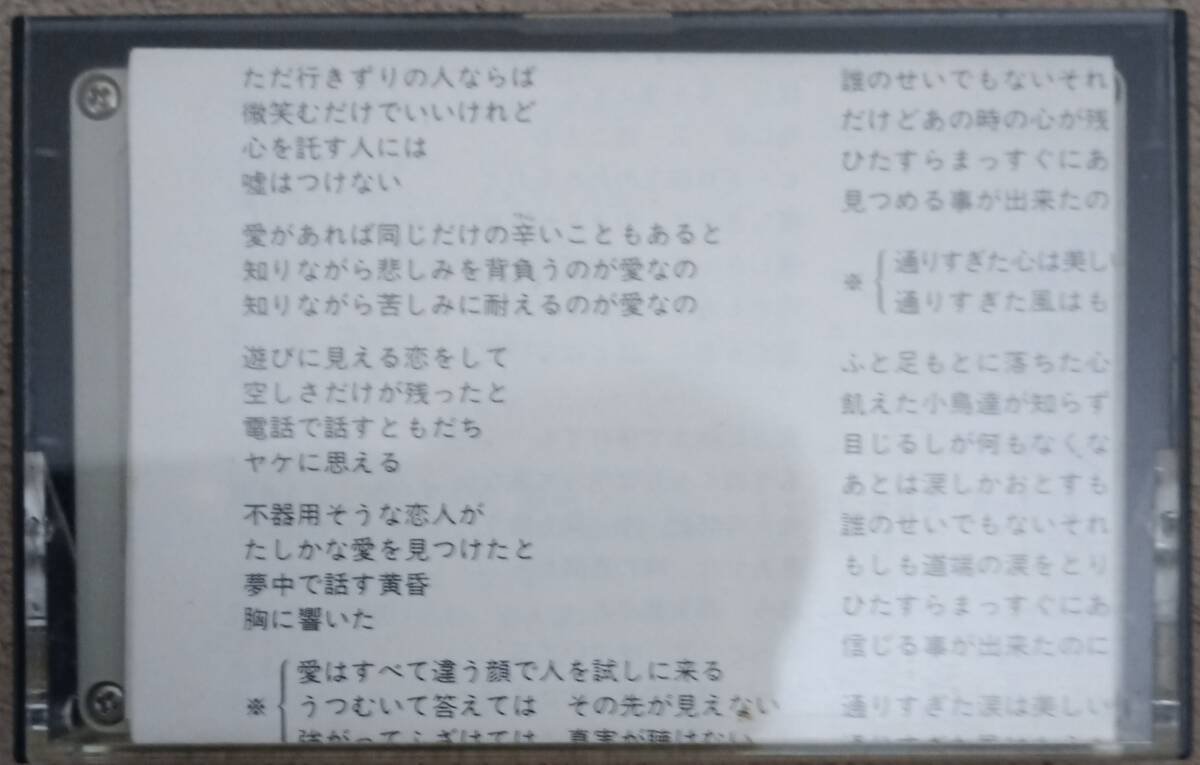 ただ行きずりの人ならば
微笑むだけでいいけれど
心を託す人には
嘘はつけない
愛があれば同じだけの辛いこともあると
知りながら悲しみを背負うのが愛なの
知りながら苦しみに耐えるのが愛なの
遊びに見える恋をして
空しさだけが残ったと
電話で話すともだち
ヤケに思える
不器用そうな恋人が
たしかな愛を見つけたと
夢中で話す黄昏
胸に響いた
※
愛はすべて違う顔で人を試しに来る
うつむいて答えては　その先が見えない
強がってふざけては　真実が聴けない
誰のせいでもないそれ
だけどあの時の心が残
ひたすらまっすぐにあ
見つめる事が出来たの
※
通りすぎた心は美しい
通りすぎた風はも
ふと足もとに落ちた心
飢えた小鳥達が知らず
目じるしが何もなくな
あとは涙しかおとすも
誰のせいでもないそれ
もしも道端の涙をとり
ひたすらまっすぐにあ
信じる事が出来たのに
通りすぎた涙は美しい